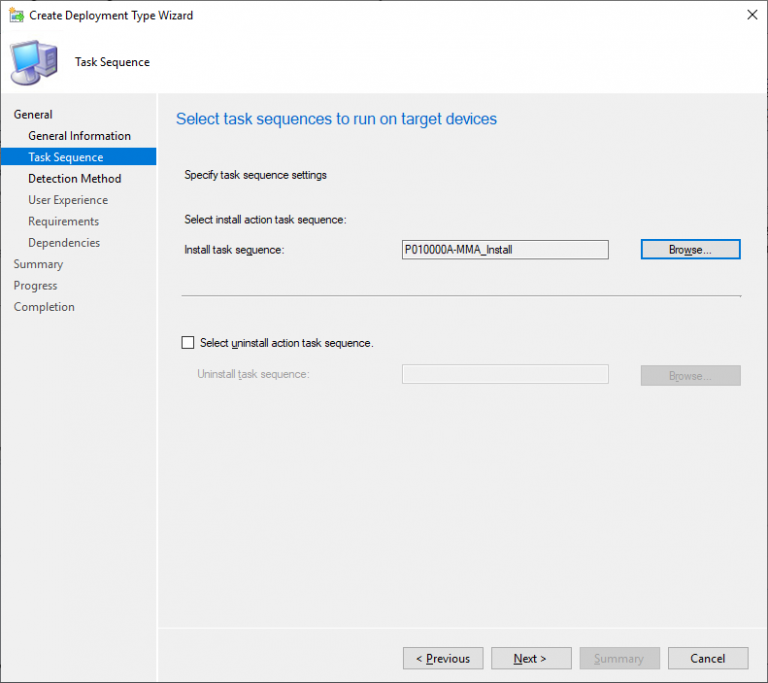 Create Deployment Type Wizard
Task Sequence
General
General Information
Task Sequence
Detection Method
User Experience
Requirements
Dependencies
Summary
Progress
Completion
Select task sequences to run on target devices
Specify task sequence settings
Select install action task sequence:
Install task sequence:
P010000A-MMA_Install
Browse...
Select uninstall action task sequence.
Uninstall task sequence:
Browse...
< Previous
Next >
Summary
Cancel